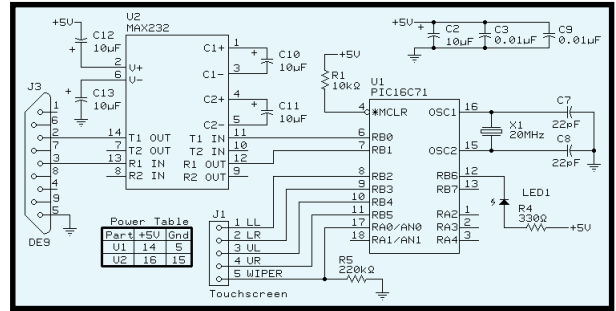 +5V C12 10µF
U2 MAX232
C1+ 1 C10 10µF
C1- 3
2 V+
6 V-
C13 10µF
C2+ 4 C11 10µF
C2- 5
14 T1 OUT T1 IN 11
7 T2 OUT T2 IN 10
13 R1 IN R1 OUT 12
8 R2 IN R2 OUT 9
J3
1
6
2
7
3
8
4
9
5
DE9
Power Table
Part +5V Gnd
U1 14 5
U2 16 15
J1
1 LL
2 LR
3 UL
4 UR
5 WIPER
Touchscreen
+5V C2 10µF C3 0.01µF C9 0.01µF
+5V
R1 10kΩ
U1 PIC16C71
4 *MCLR OSC1 16
6 RB0
7 RB1 OSC2 15
8 RB2 RB6 12
9 RB3 RB7 13
10 RB4
11 RB5 RA2 1
17 RA0/AN0 RA3 2
18 RA1/AN1 RA4 3
C7 22pF
X1 20MHz
C8 22pF
LED1
R4 330Ω +5V
R5 220kΩ